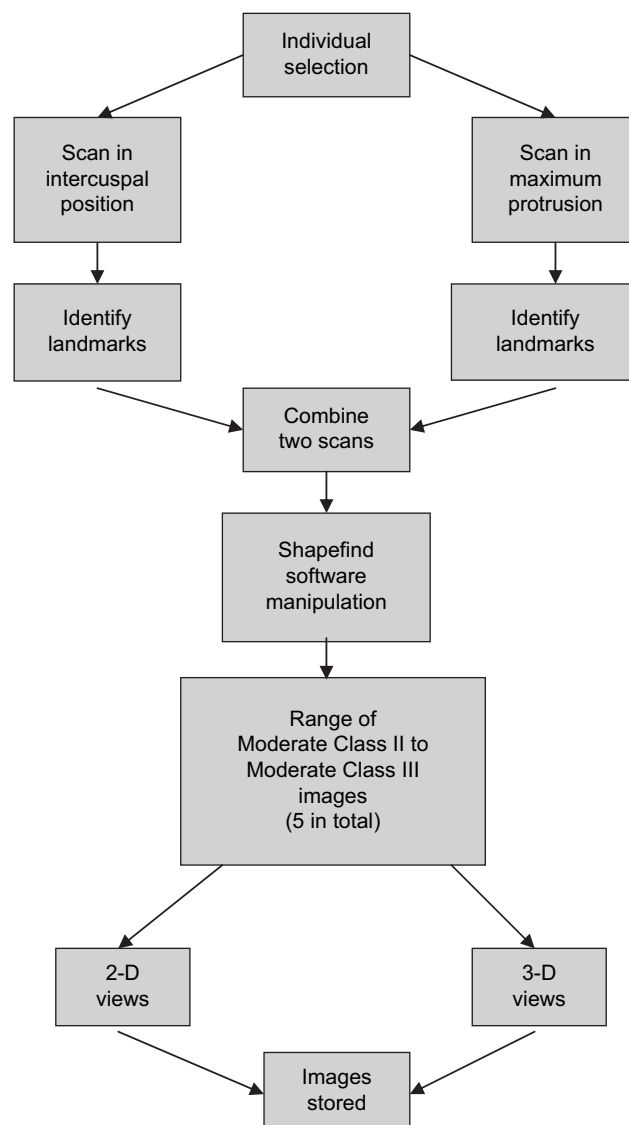 Individual
selection
Scan in
intercuspal
position
Scan in
maximum
protrusion
Identify
landmarks
Identify
landmarks
Combine
two scans
Shapefind
software
manipulation
Range of
Moderate Class II to
Moderate Class III
images
(5 in total)
2-D
views
3-D
views
Images
stored